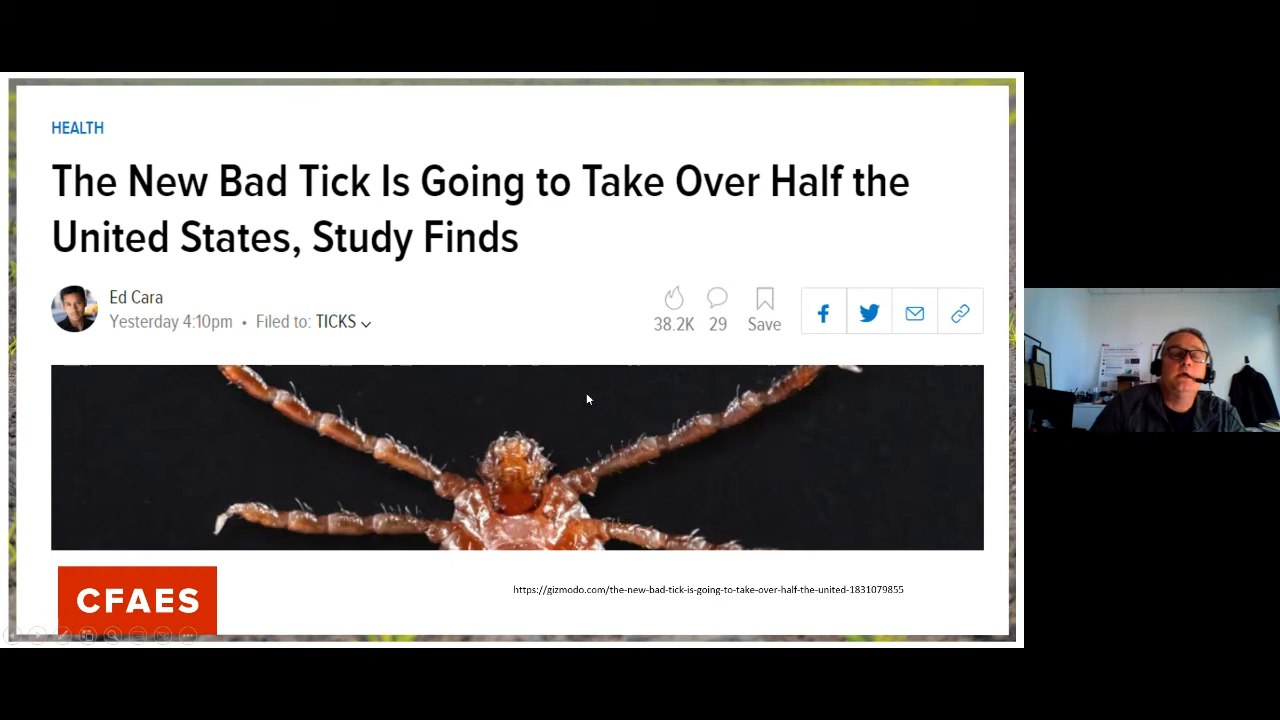 HEALTH
The New Bad Tick Is Going to Take Over Half the
United States, Study Finds
Ed Cara
Yesterday 4:10pm • Filed to: TICKS
38.2K 29 Save
CFAES
https://gizmodo.com/the-new-bad-tick-is-going-to-take-over-half-the-united-1831079855